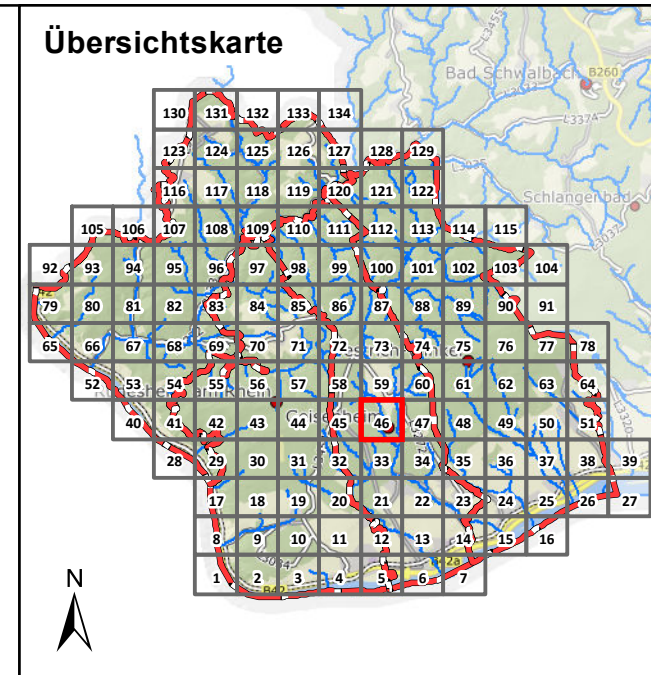 Übersichtskarte
L3455
Bad Schwalbach
B260
130 131 132 133 134
L3374
123 124 125 126 127 128 129
L3035
116 117 118 119 120 121 122
Schlangenbad
105 106 107 108 109 110 111 112 113 114 115
L3037
92 93 94 95 96 97 98 99 100 101 102 103 104
79 80 81 82 83 84 85 86 87 88 89 90 91
65 66 67 68 69 70 71 72 73 74 75 76 77 78
52 53 54 55 56 57 58 59 60 61 62 63 64
Geisenheim
L3320
40 41 42 43 44 45 46 47 48 49 50 51
L3272
28 29 30 31 32 33 34 35 36 37 38 39
17 18 19 20 21 22 23 24 25 26 27
8 9 10 11 12 13 14 15 16
L3034
B42a
1 2 3 4 5 6 7
B42
N